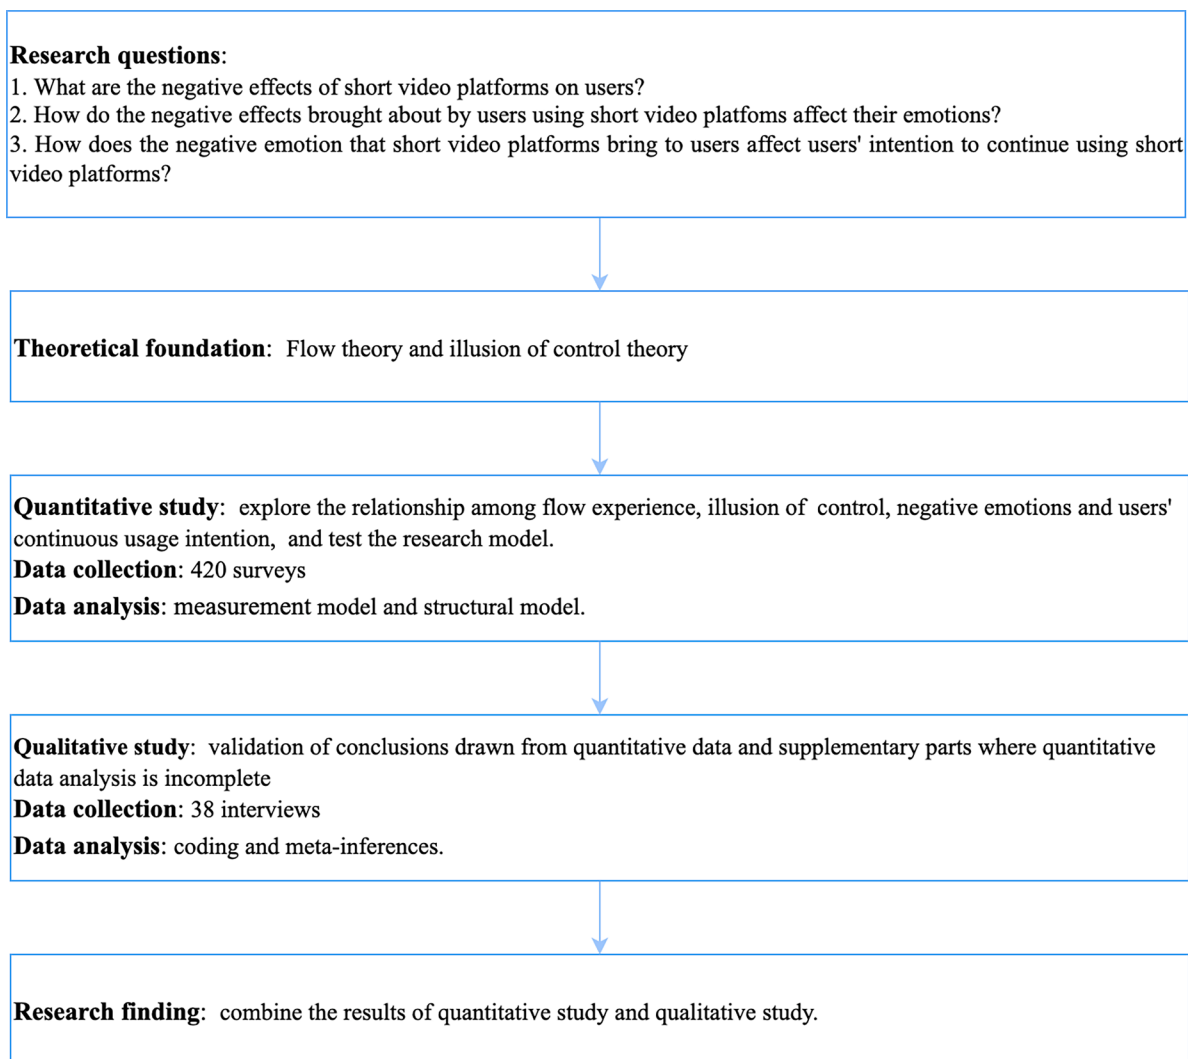 Research questions:
1. What are the negative effects of short video platforms on users?
2. How do the negative effects brought about by users using short video platfoms affect their emotions?
3. How does the negative emotion that short video platforms bring to users affect users' intention to continue using short
video platforms?
Theoretical foundation: Flow theory and illusion of control theory
Quantitative study: explore the relationship among flow experience, illusion of control, negative emotions and users'
continuous usage intention, and test the research model.
Data collection: 420 surveys
Data analysis: measurement model and structural model.
Qualitative study: validation of conclusions drawn from quantitative data and supplementary parts where quantitative
data analysis is incomplete
Data collection: 38 interviews
Data analysis: coding and meta-inferences.
Research finding: combine the results of quantitative study and qualitative study.